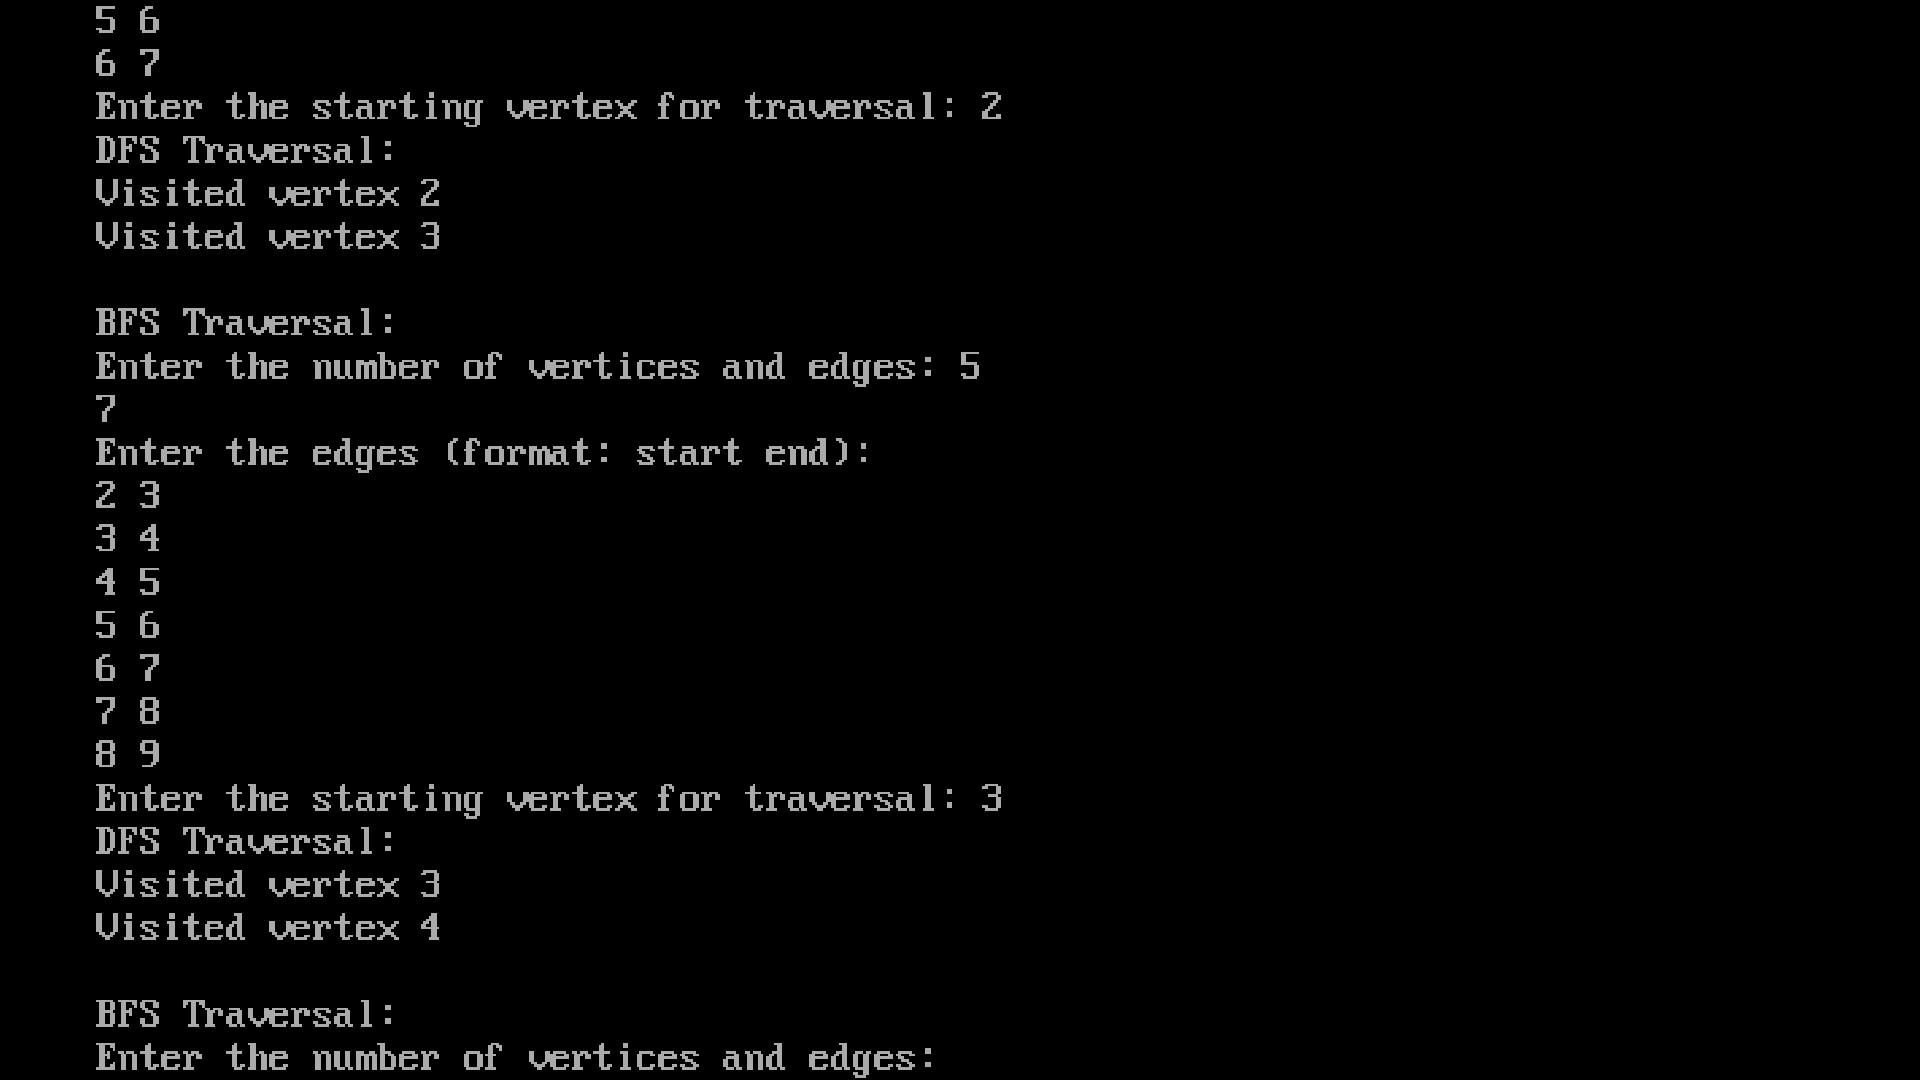 5 6
6 7
Enter the starting vertex for traversal: 2
DFS Traversal:
Visited vertex 2
Visited vertex 3
BFS Traversal:
Enter the number of vertices and edges: 5
7
Enter the edges (format: start end):
2 3
3 4
4 5
5 6
6 7
7 8
8 9
Enter the starting vertex for traversal: 3
DFS Traversal:
Visited vertex 3
Visited vertex 4
BFS Traversal:
Enter the number of vertices and edges: